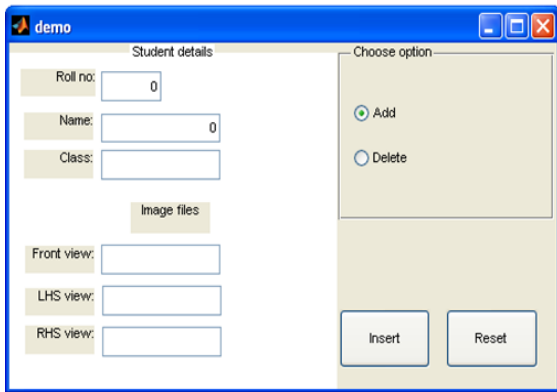 demo
Student details
Roll no: 0
Name: 0
Class:
Image files
Front view:
LHS view:
RHS view:
Choose option
Add
Delete
Insert
Reset